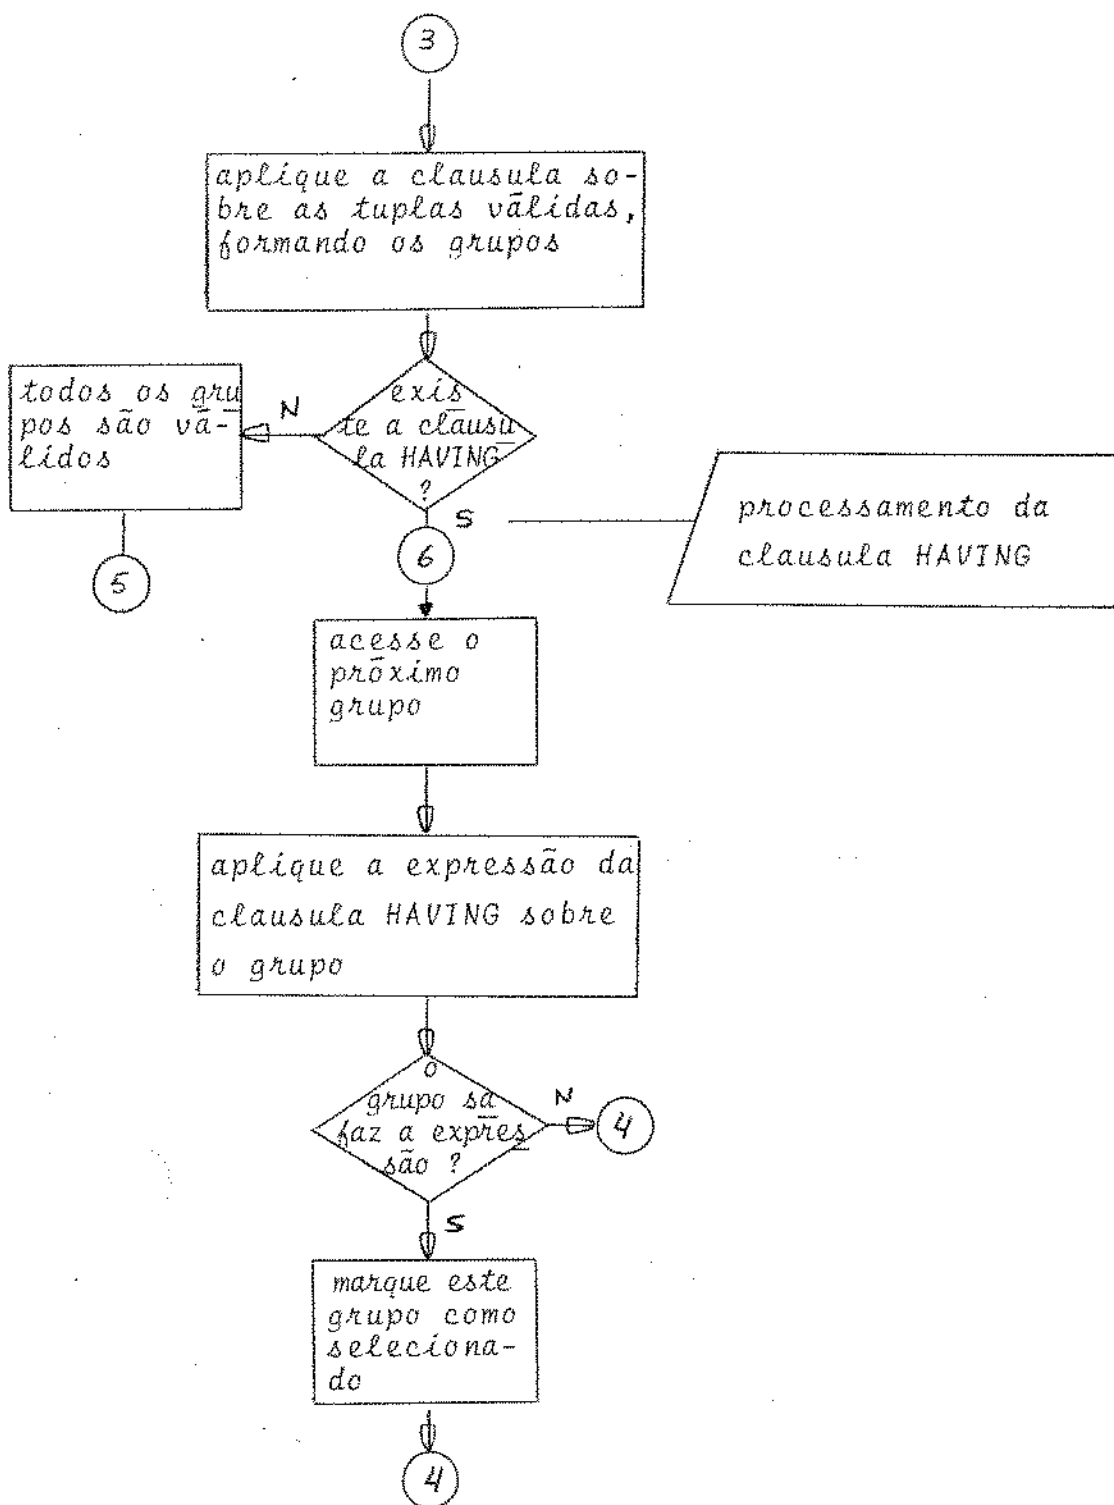 3
aplique a clausula so-
bre as tuplas válidas,
formando os grupos
todos os gru
pos são vá-
lidos
N
exis
te a clausu
la HAVING
?
S
5
6
processamento da
clausula HAVING
acesse o
próximo
grupo
aplique a expressão da
clausula HAVING sobre
o grupo
o
grupo sa
faz a expres
são ?
N
4
S
marque este
grupo como
seleciona-
do
4